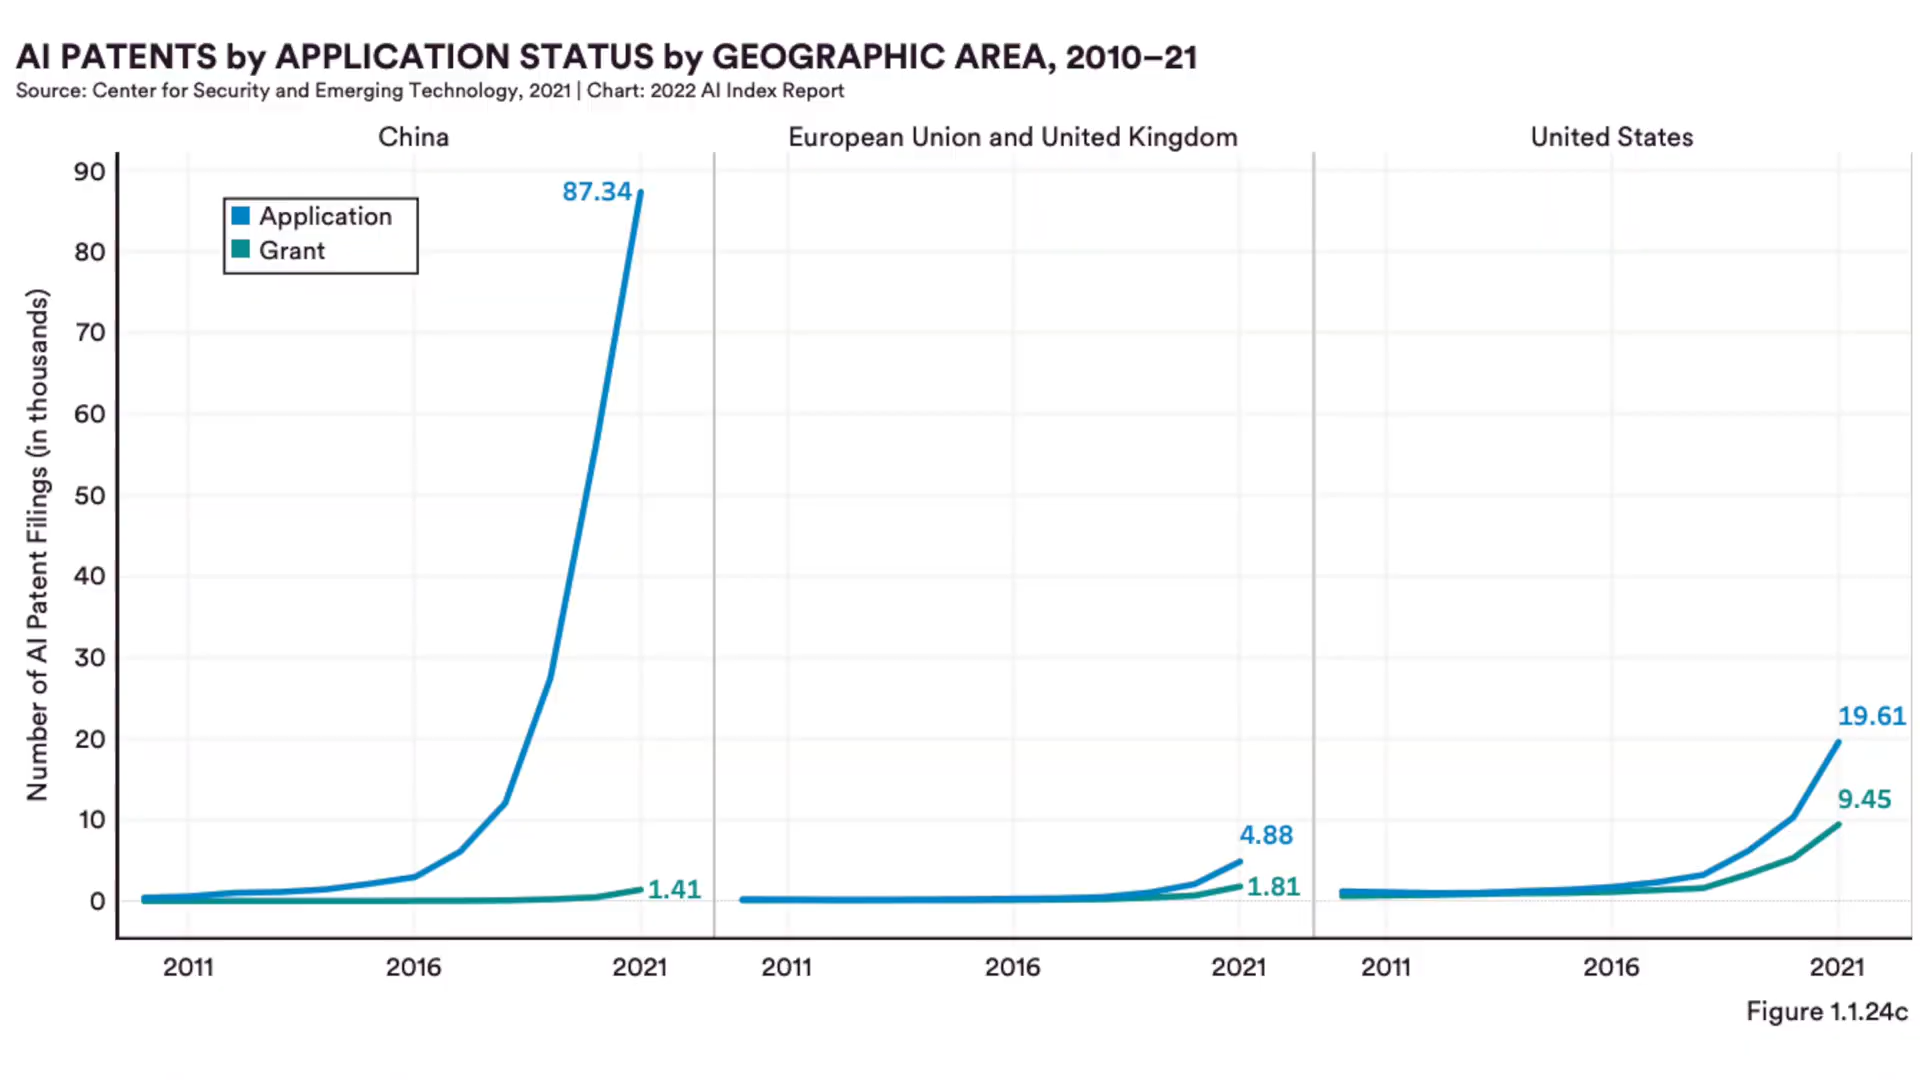 AI PATENTS by APPLICATION STATUS by GEOGRAPHIC AREA, 2010–21
Source: Center for Security and Emerging Technology, 2021 | Chart: 2022 AI Index Report
China
European Union and United Kingdom
United States
Number of AI Patent Filings (in thousands)
90
80
70
60
50
40
30
20
10
0
Application
Grant
87.34
1.41
4.88
1.81
19.61
9.45
2011
2016
2021
2011
2016
2021
2011
2016
2021
Figure 1.1.24c